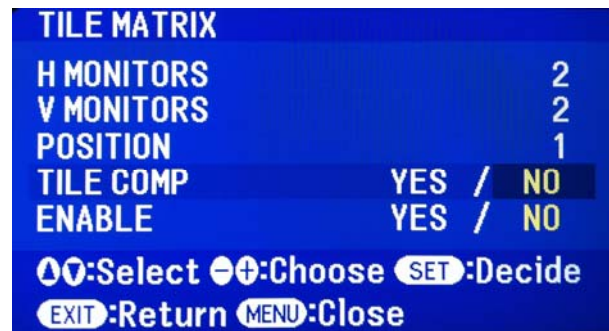 TILE MATRIX
H MONITORS 2
V MONITORS 2
POSITION 1
TILE COMP YES / NO
ENABLE YES / NO
:Select -+:Choose SET:Decide
EXIT:Return MENU:Close